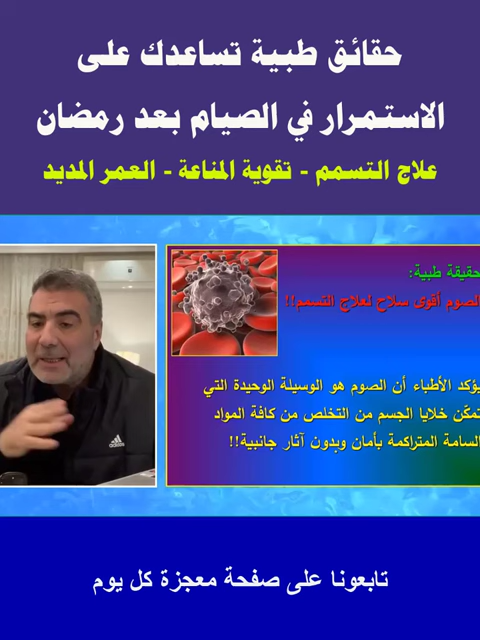 حقائق طبية تساعدك على
الاستمرار في الصيام بعد رمضان
علاج التسمم - تقوية المناعة - العمر المديد
حقيقة طبية:
الصوم أقوى سلاح لعلاج التسمم!!
يؤكد الأطباء أن الصوم هو الوسيلة الوحيدة التي
تمكّن خلايا الجسم من التخلص من كافة المواد
السامة المتراكمة بأمان وبدون آثار جانبية!!
adidas
تابعونا على صفحة معجزة كل يوم